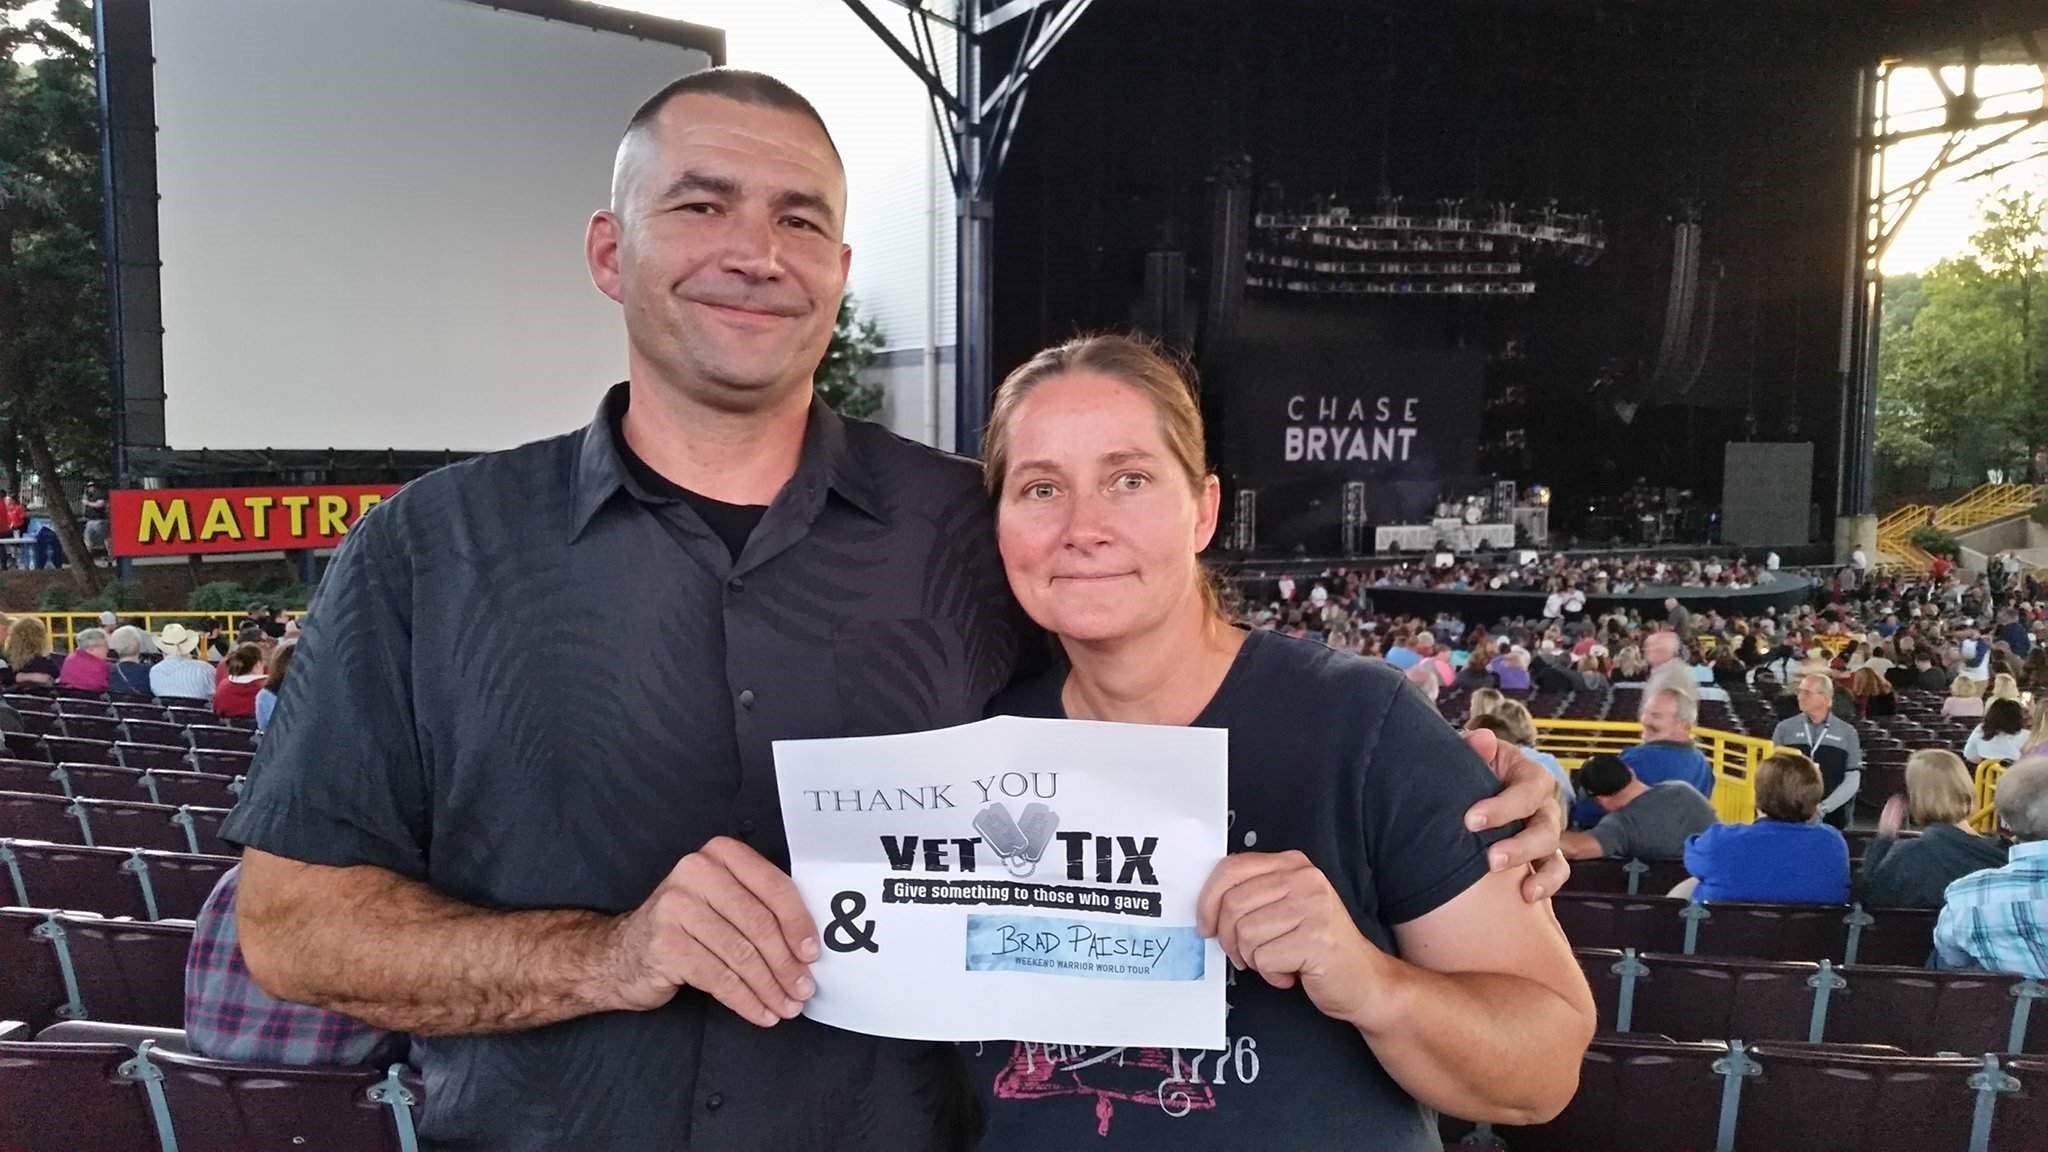 MATTRE
CHASE
BRYANT
THANK YOU
VET TIX
Give something to those who gave
&
BRAD PAISLEY
WEEKEND WARRIOR WORLD TOUR
1776